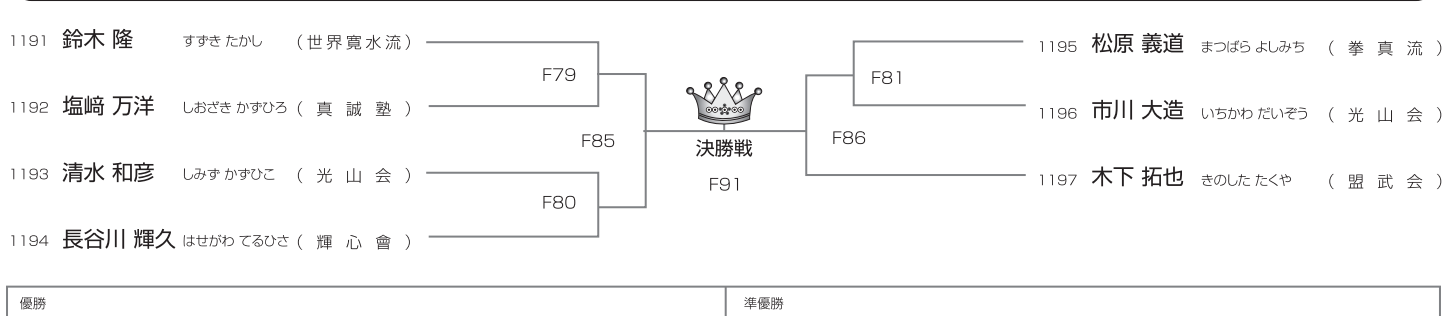 1191 鈴木 隆 すずき たかし （世界寛水流）
F79
1192 塩﨑 万洋 しおざき かずひろ （ 真 誠 塾 ）
F85
1193 清水 和彦 しみず かずひこ （ 光 山 会 ）
F80
1194 長谷川 輝久 はせがわ てるひさ （ 輝 心 會 ）
決勝戦
F91
1195 松原 義道 まつばら よしみち （ 拳 真 流 ）
F81
1196 市川 大造 いちかわ だいぞう （ 光 山 会 ）
F86
1197 木下 拓也 きのした たくや （ 盟 武 会 ）
優勝
準優勝